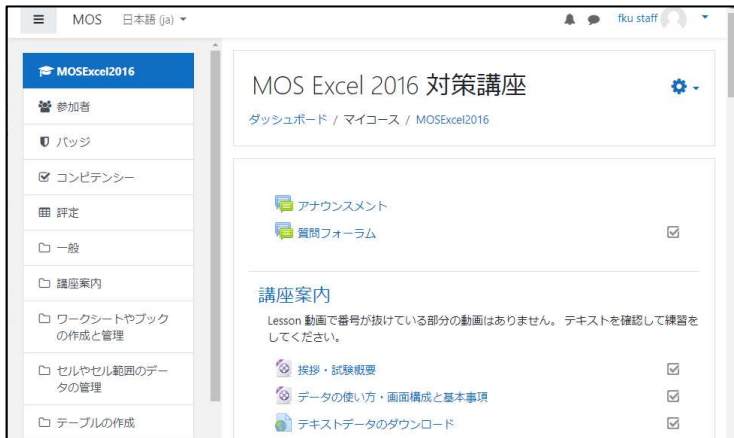 MOS 日本語 (ja)
fku staff
MOSExcel2016
参加者
バッジ
コンピテンシー
評定
一般
講座案内
ワークシートやブック
の作成と管理
セルやセル範囲のデー
タの管理
テーブルの作成
MOS Excel 2016 対策講座
ダッシュボード / マイコース / MOSExcel2016
アナウンスメント
質問フォーラム
講座案内
Lesson 動画で番号が抜けている部分の動画はありません。 テキストを確認して練習を
してください。
挨拶・試験概要
データの使い方・画面構成と基本事項
テキストデータのダウンロード